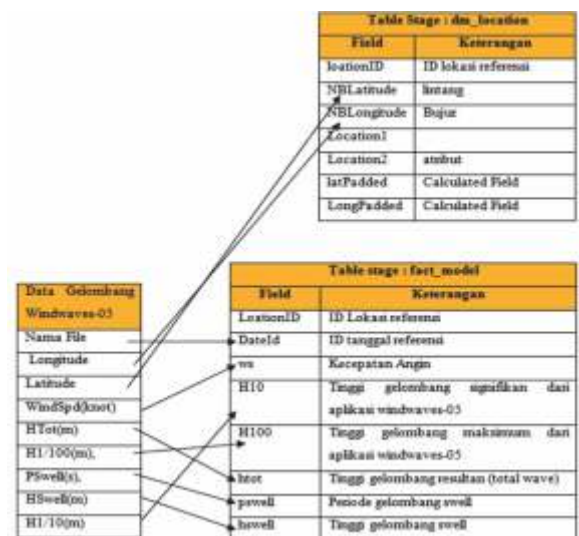 Table Stage : dm_location
Field Keterangan
loationID ID lokasi referensi
NBLatitude lintang
NBLongitude Bujur
Location1
Location2 atribut
latPadded Calculated Field
LongPadded Calculated Field
Data Gelombang
Windwaves-05
Nama File
Longitude
Latitude
WindSpd(knot)
HTot(m)
H1/100(m),
PSwell(s),
HSwell(m)
H1/10(m)
Table stage : fact_model
Field Keterangan
LoationID ID Lokasi referensi
DateId ID tanggal referensi
ws Kecepatan Angin
H10 Tinggi gelombang signifikan dari
aplikasi windwaves-05
H100 Tinggi gelombang maksimum dari
aplikasi windwaves-05
htot Tinggi gelombang resultan (total wave)
pswell Periode gelombang swell
hswell Tinggi gelombang swell